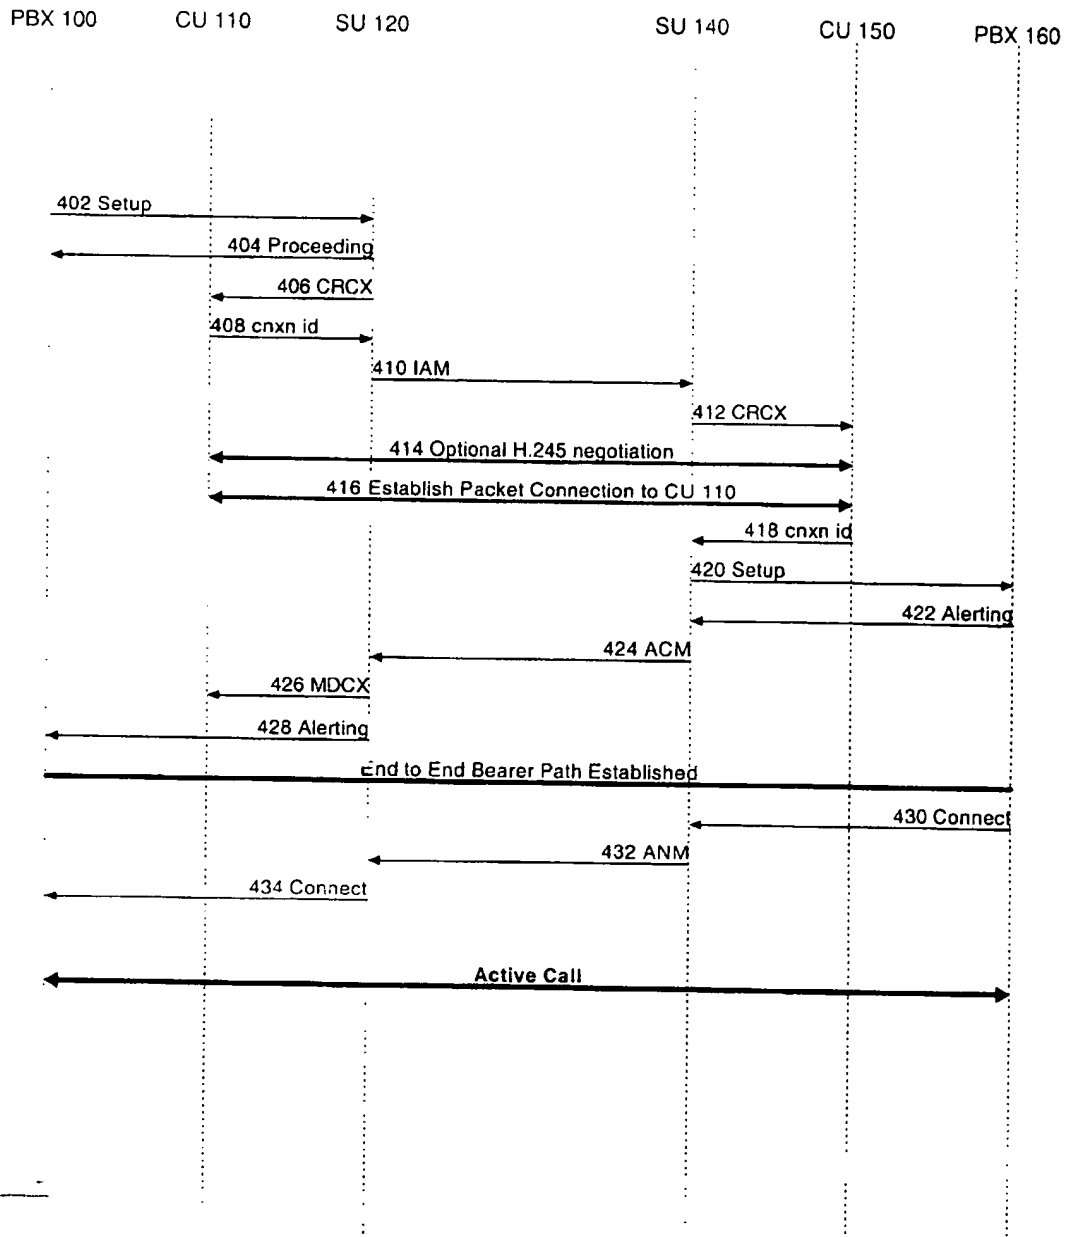 PBX 100 CU 110 SU 120 SU 140 CU 150 PBX 160
402 Setup
404 Proceeding
406 CRCX
408 cnxn id
410 IAM
412 CRCX
414 Optional H.245 negotiation
416 Establish Packet Connection to CU 110
418 cnxn id
420 Setup
422 Alerting
424 ACM
426 MDCX
428 Alerting
End to End Bearer Path Established
430 Connect
432 ANM
434 Connect
Active Call